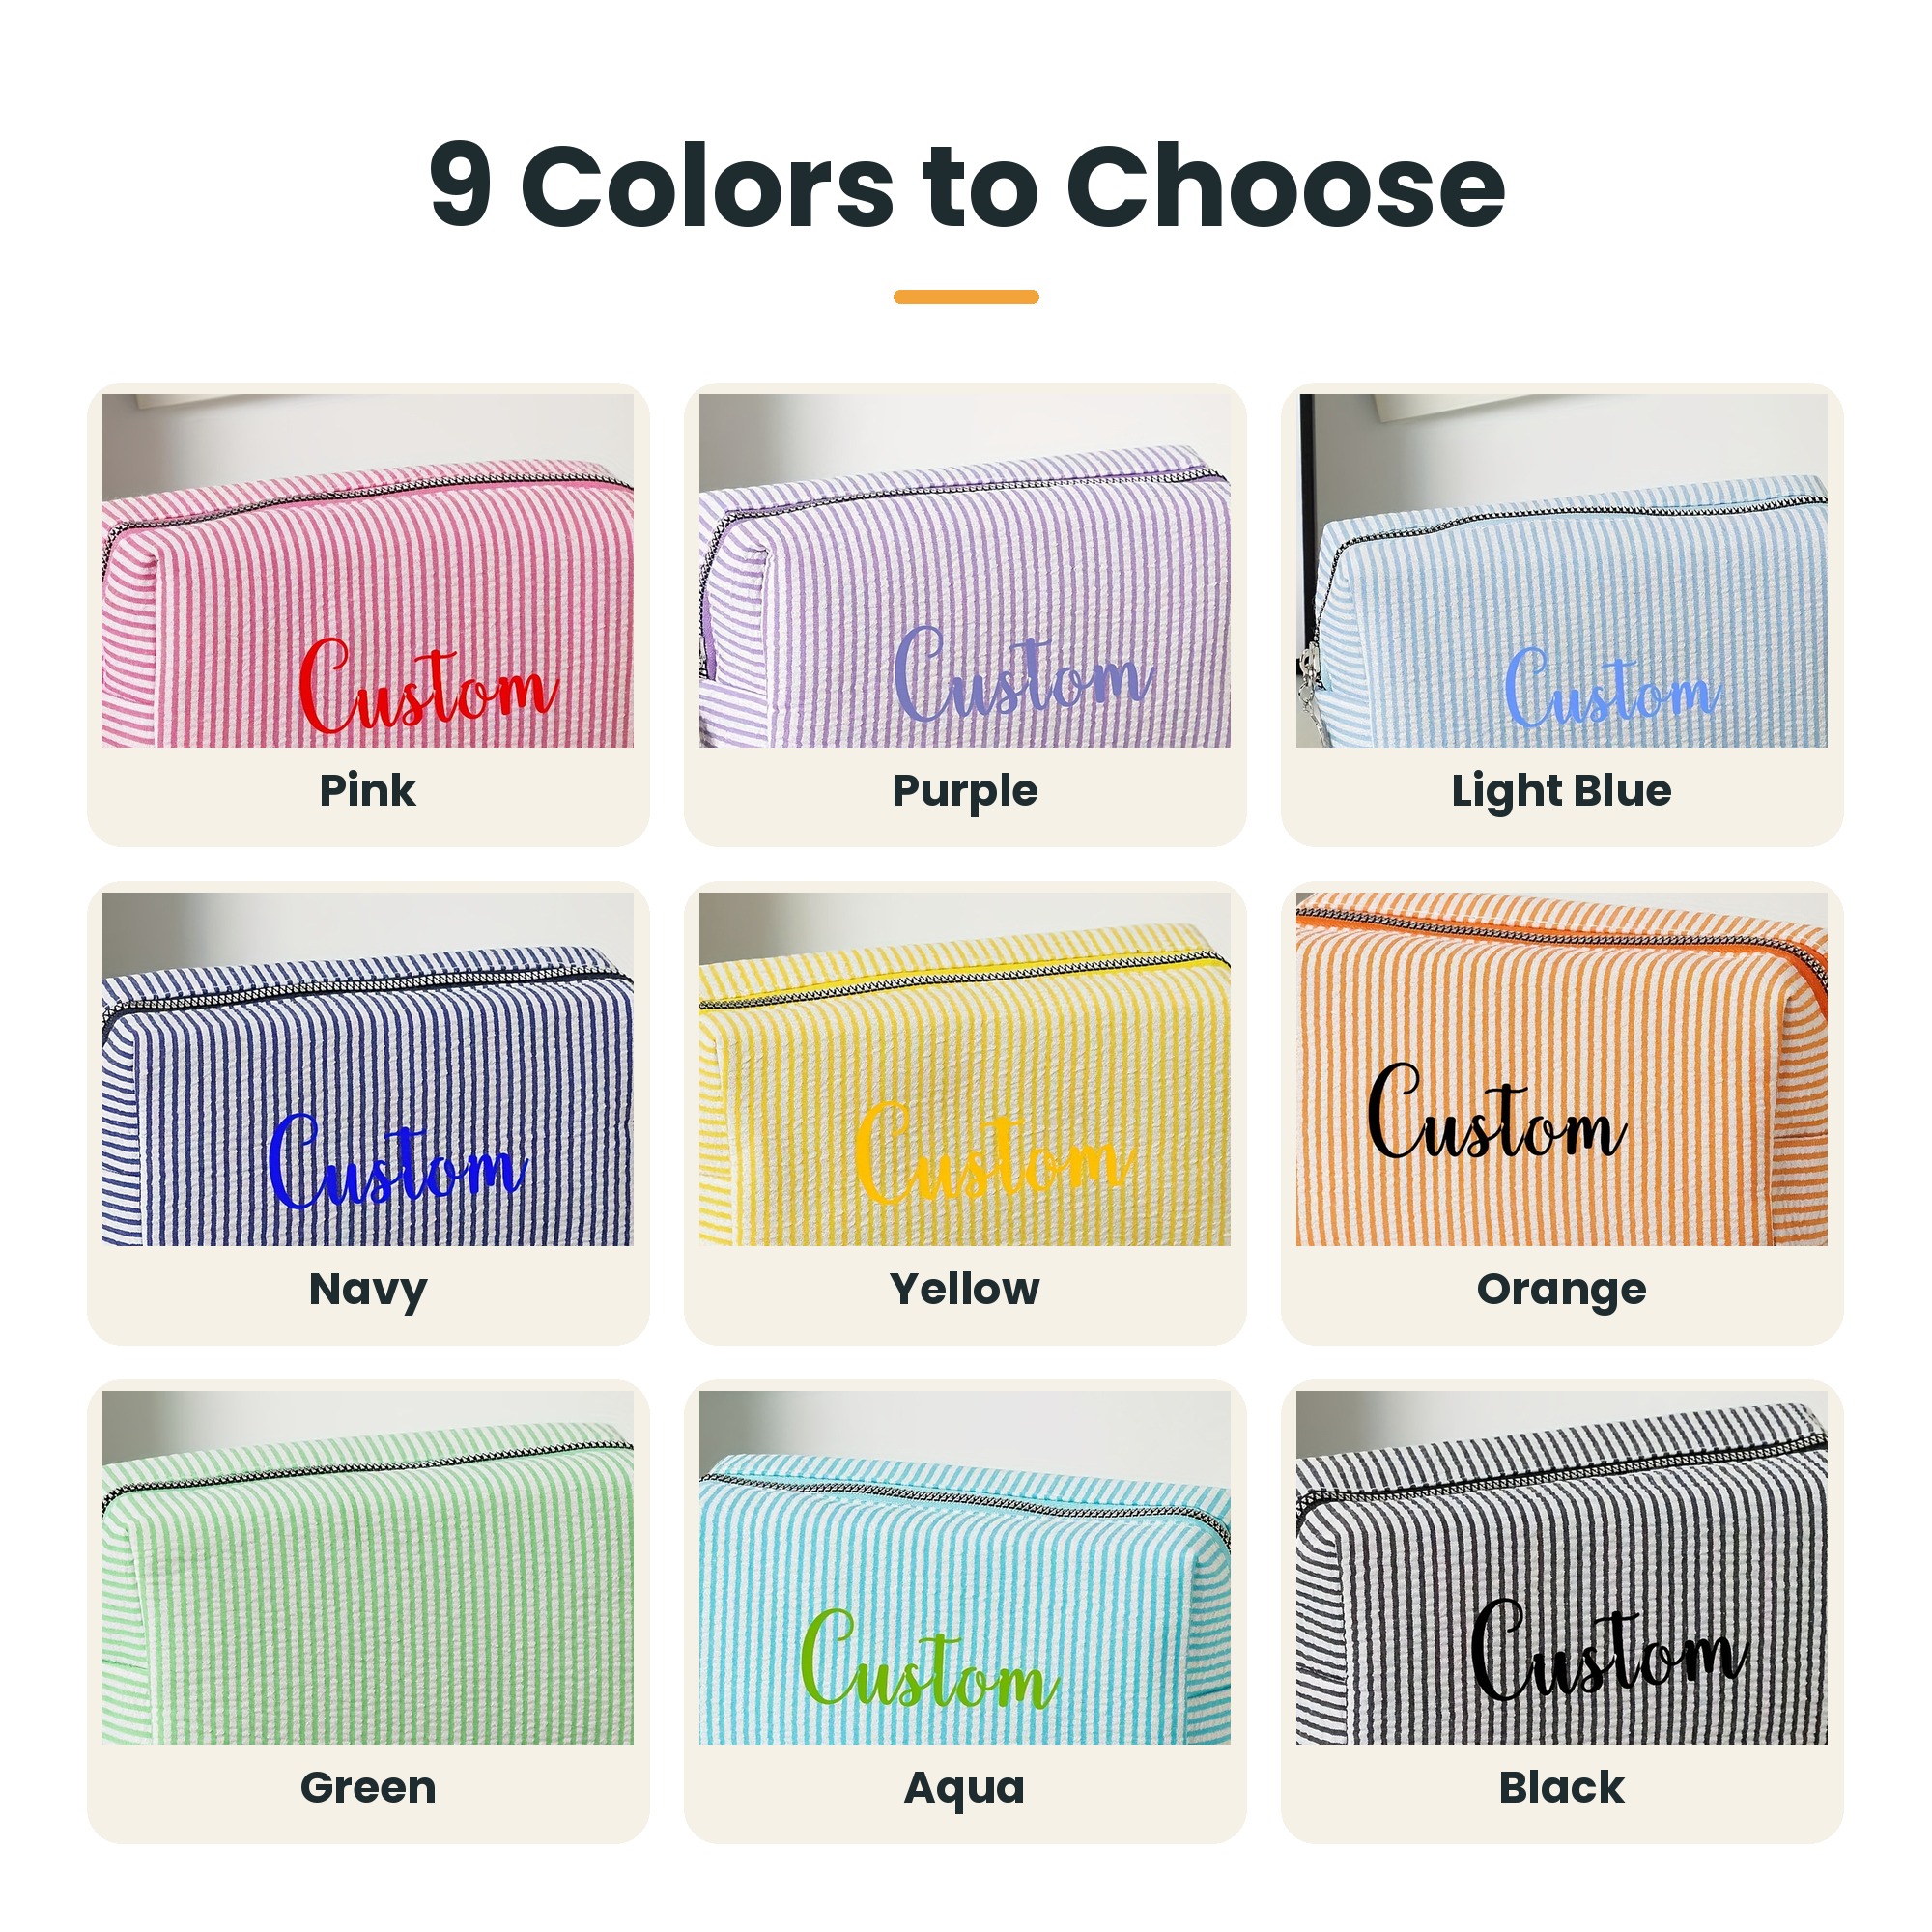 9 Colors to Choose
Custom
Custom
Custom
Pink
Purple
Light Blue
Custom
Custom
Custom
Navy
Yellow
Orange
Custom
Custom
Green
Aqua
Black